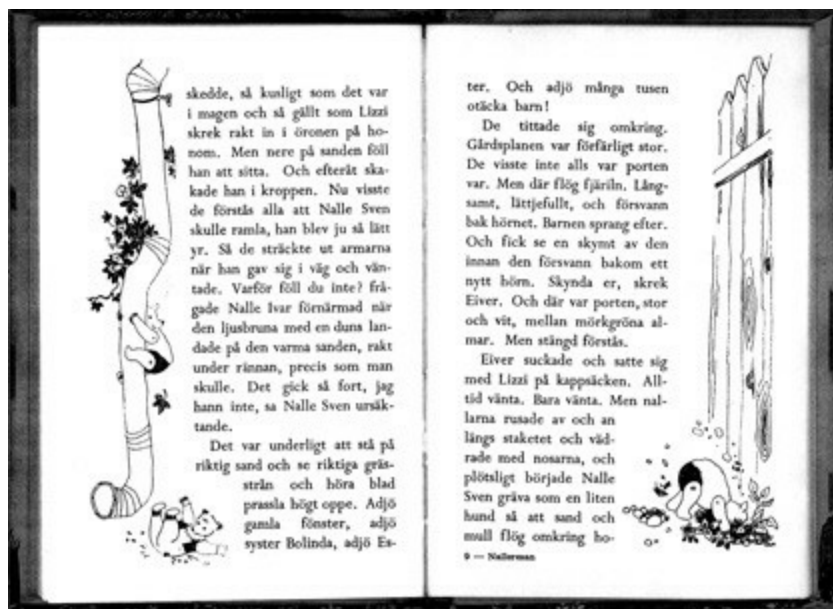 skedde, så kusligt som det var
i magen och så gällt som Lizzi
skrek rakt in i öronen på ho-
nom. Men nere på sanden föll
han att sitta. Och efteråt ska-
kade han i kroppen. Nu visste
de förstås alla att Nalle Sven
skulle ramla, han blev ju så lätt
yr. Så de sträckte ut armarna
när han gav sig i väg och vän-
tade. Varför föll du inte? frå-
gade Nalle Ivar förnärmad när
den ljusbruna med en duns lan-
dade på den varma sanden, rakt
under rännan, precis som man
skulle. Det gick så fort, jag
hann inte, sa Nalle Sven ursäk-
tande.
Det var underligt att stå på
riktig sand och se riktiga gräs-
strån och höra blad
prassla högt oppe. Adjö
gamla fönster, adjö
syster Bolinda, adjö Es-
ter. Och adjö många tusen
otäcka barn!
De tittade sig omkring.
Gårdsplanen var förfärligt stor.
De visste inte alls var porten
var. Men där flög fjäriln. Lång-
samt, lättjefullt, och försvann
bak hörnet. Barnen sprang efter.
Och fick se en skymt av den
innan den försvann bakom ett
nytt hörn. Skynda er, skrek
Eiver. Och där var porten, stor
och vit, mellan mörkgröna al-
mar. Men stängd förstås.
Eiver suckade och satte sig
med Lizzi på kappsäcken. All-
tid vänta. Bara vänta. Men nal-
larna rusade av och an
längs staketet och väd-
rade med nosarna, och
plötsligt började Nalle
Sven gräva som en liten
hund så att sand och
mull flög omkring ho-
9 — Nalleresan